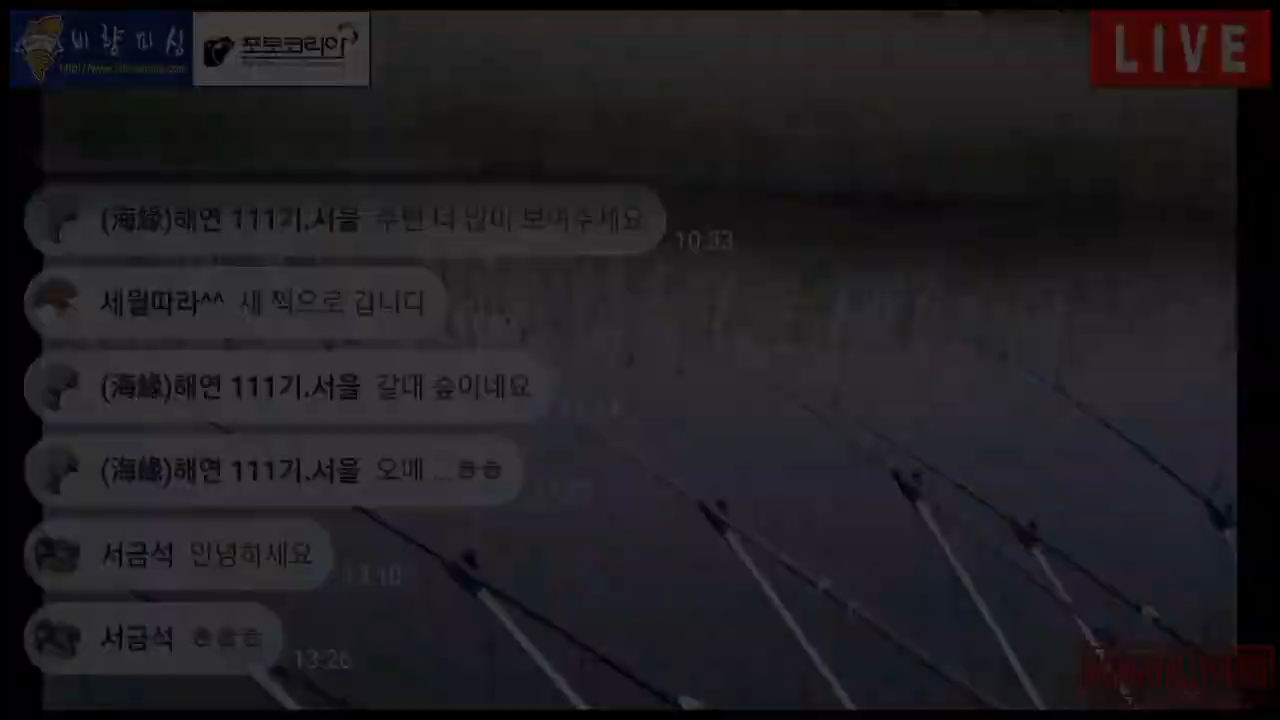 비향피싱
포토코리아
LIVE
(海緣)해연 111기.서울 주변 더 많이 보여주세요
10:33
세월따라^^ 새 찍으로 갑니다
(海緣)해연 111기.서울 갈대 숲이네요
(海緣)해연 111기.서울 오메 ... ㅎㅎ
서금석 안녕하세요
13:10
서금석 ㅎㅎㅎ
13:26